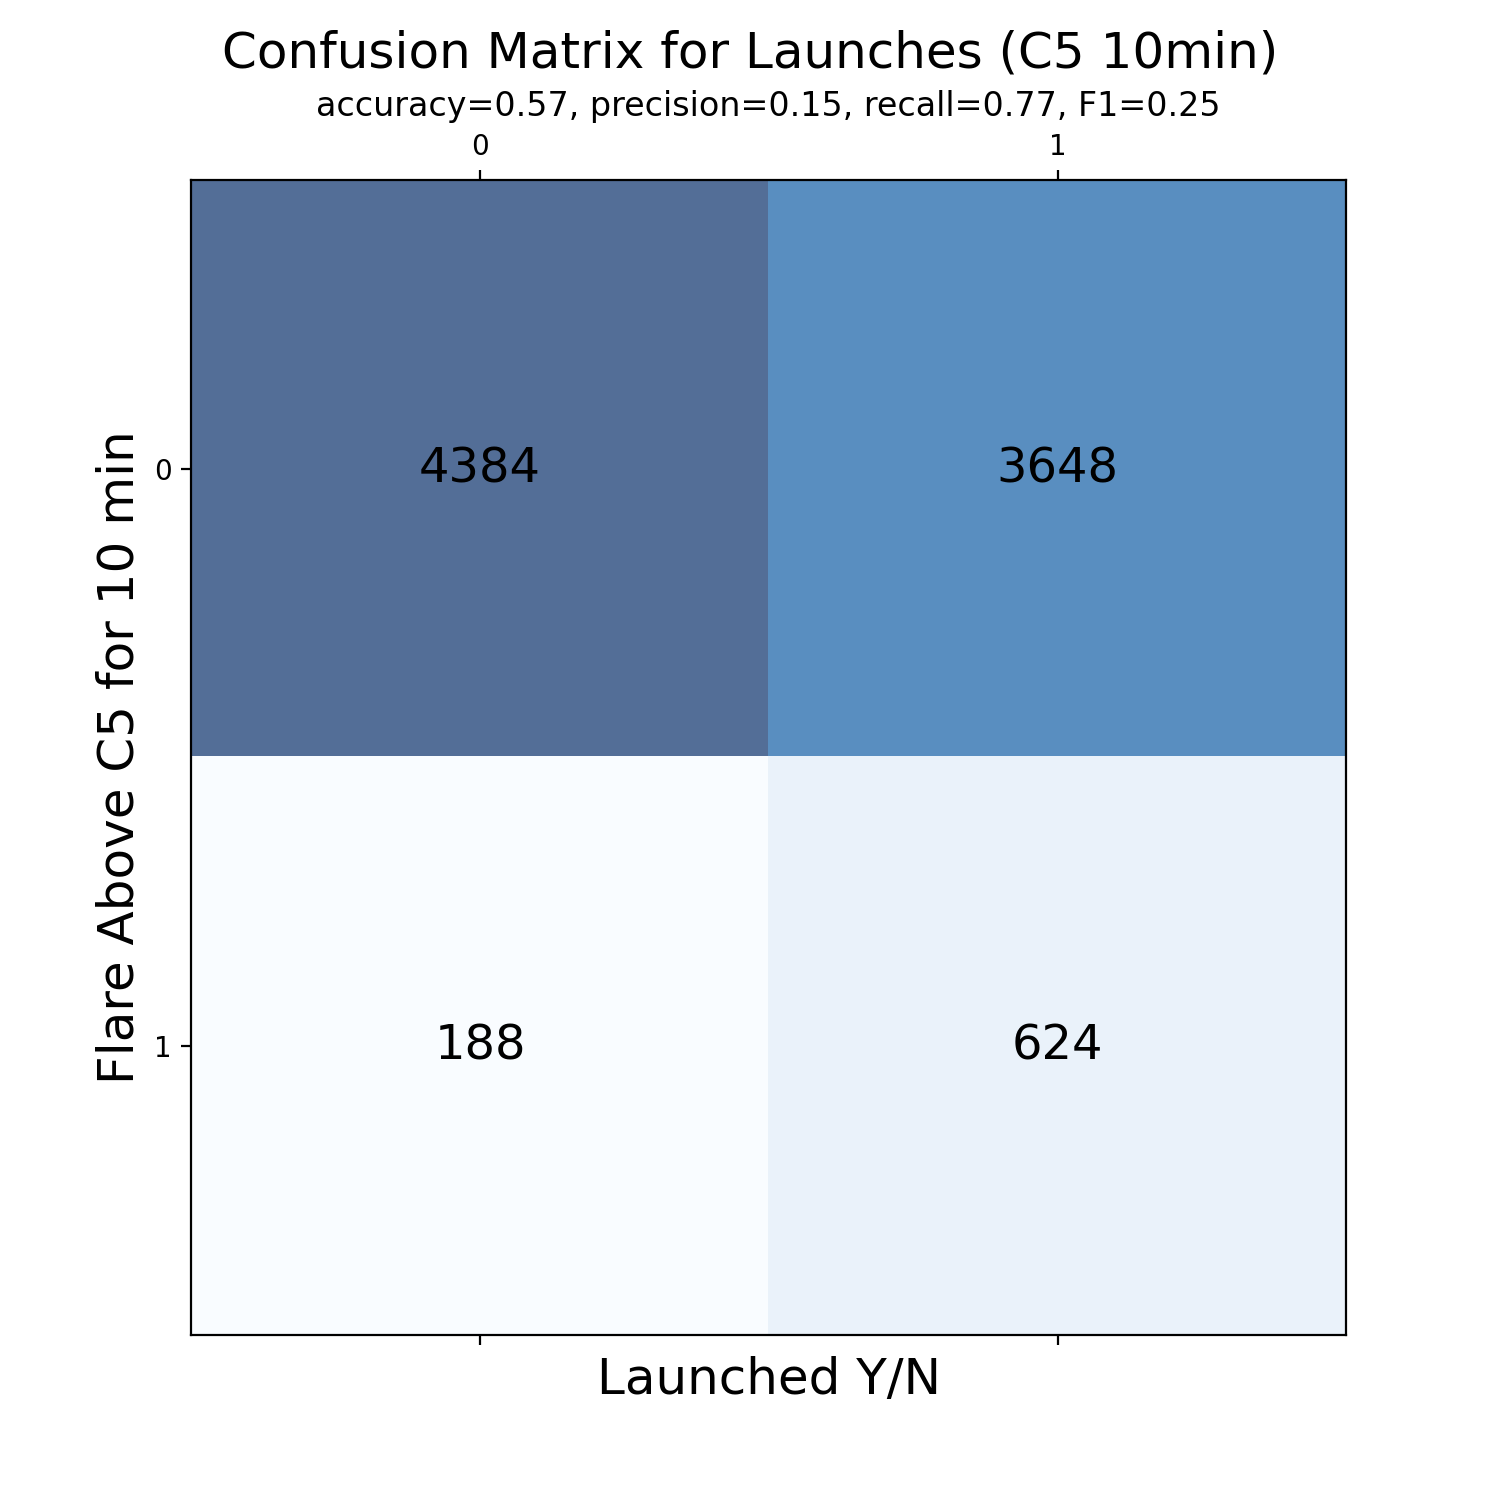 Confusion Matrix for Launches (C5 10min)
accuracy=0.57, precision=0.15, recall=0.77, F1=0.25
0 1
Flare Above C5 for 10 min
0
4384 3648
1
188 624
Launched Y/N